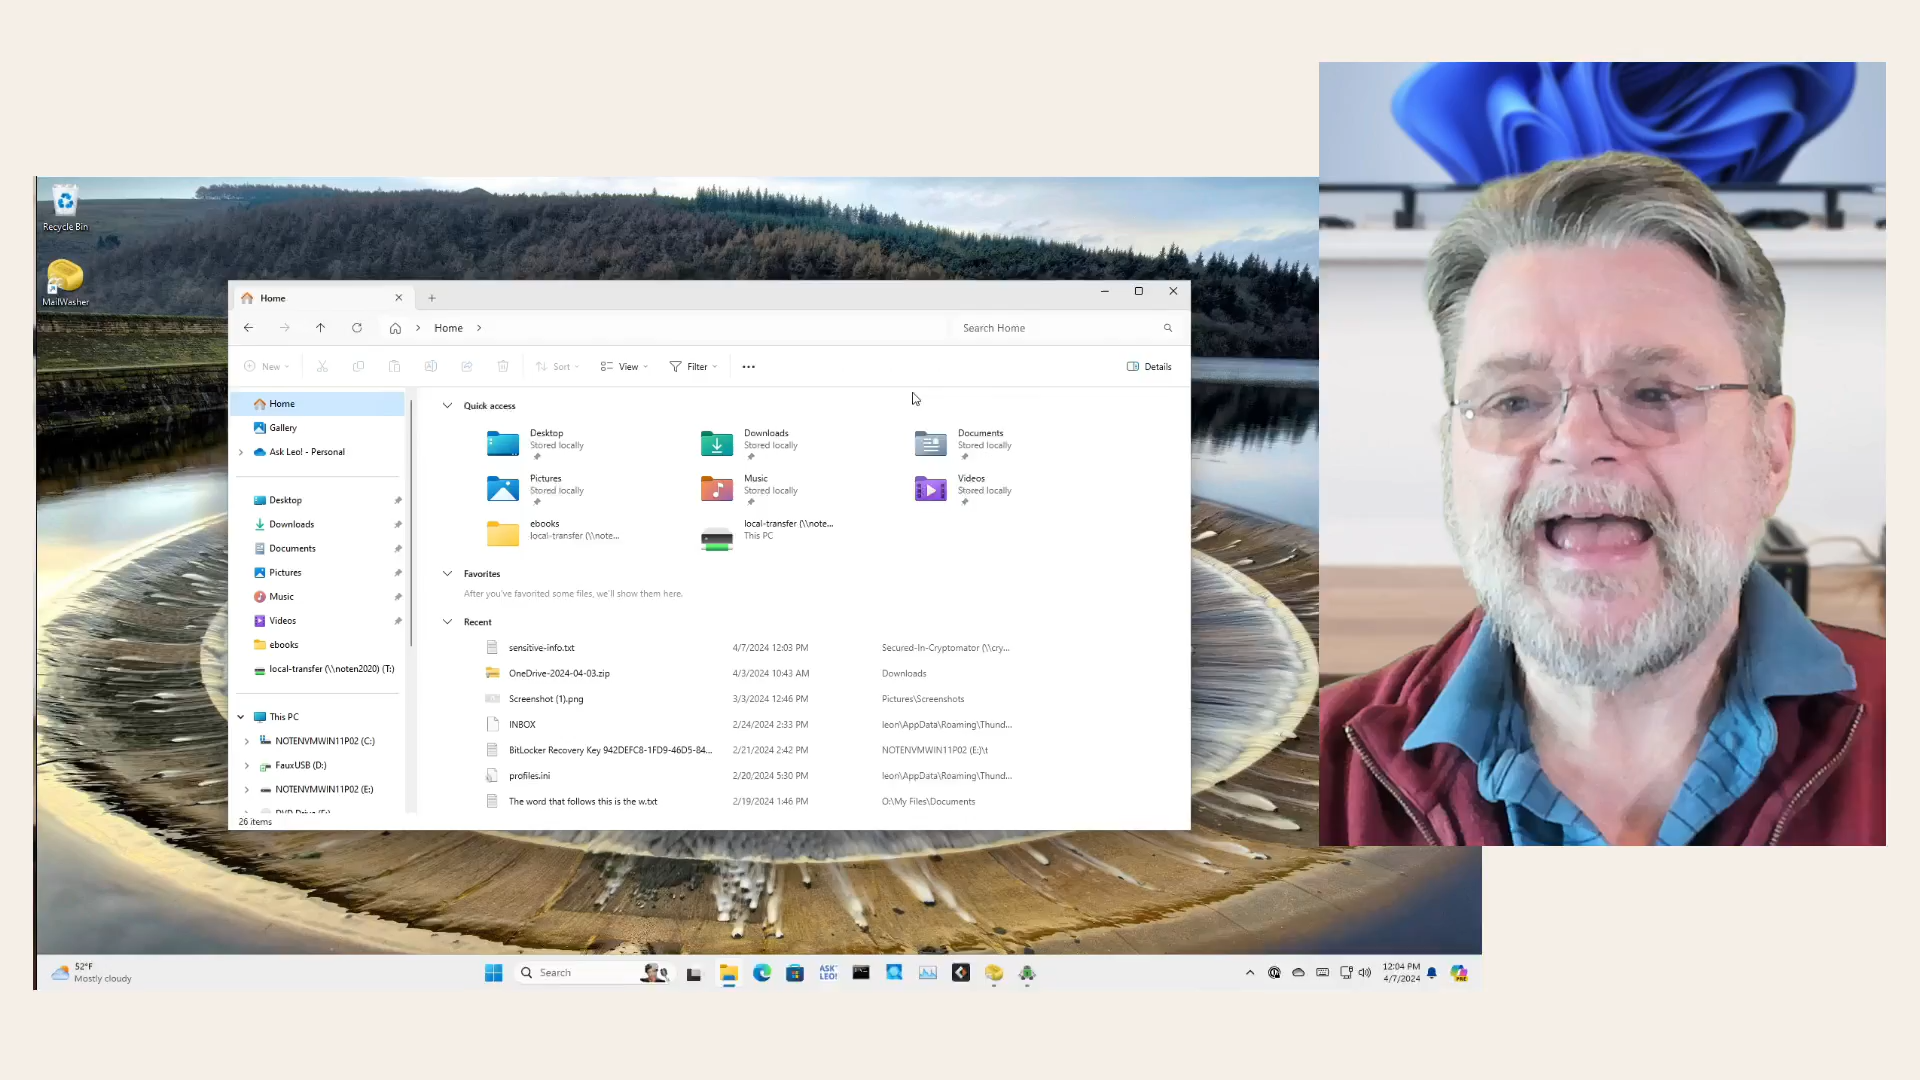 Recycle Bin
MailWasher
Home
Home
Search Home
New
Sort
View
Filter
Details
Home
Gallery
Ask Leo! - Personal
Desktop
Downloads
Documents
Pictures
Music
Videos
ebooks
local-transfer (\\noten2020) (T:)
This PC
NOTENVMWIN11P02 (C:)
FauxUSB (D:)
NOTENVMWIN11P02 (E:)
26 items
Quick access
Desktop
Stored locally
Downloads
Stored locally
Documents
Stored locally
Pictures
Stored locally
Music
Stored locally
Videos
Stored locally
ebooks
local-transfer (\\note...
local-transfer (\\note...
This PC
Favorites
After you've favorited some files, we'll show them here.
Recent
sensitive-info.txt 4/7/2024 12:03 PM Secured-In-Cryptomator (\\cry...
OneDrive-2024-04-03.zip 4/3/2024 10:43 AM Downloads
Screenshot (1).png 3/3/2024 12:46 PM Pictures\Screenshots
INBOX 2/24/2024 2:33 PM leon\AppData\Roaming\Thund...
BitLocker Recovery Key 942DEFC8-1FD9-46D5-84... 2/21/2024 2:42 PM NOTENVMWIN11P02 (E:)\t
profiles.ini 2/20/2024 5:30 PM leon\AppData\Roaming\Thund...
The word that follows this is the w.txt 2/19/2024 1:46 PM O:\My Files\Documents
52°F
Mostly cloudy
Search
ASK
LEO!
12:04 PM
4/7/2024
PRE